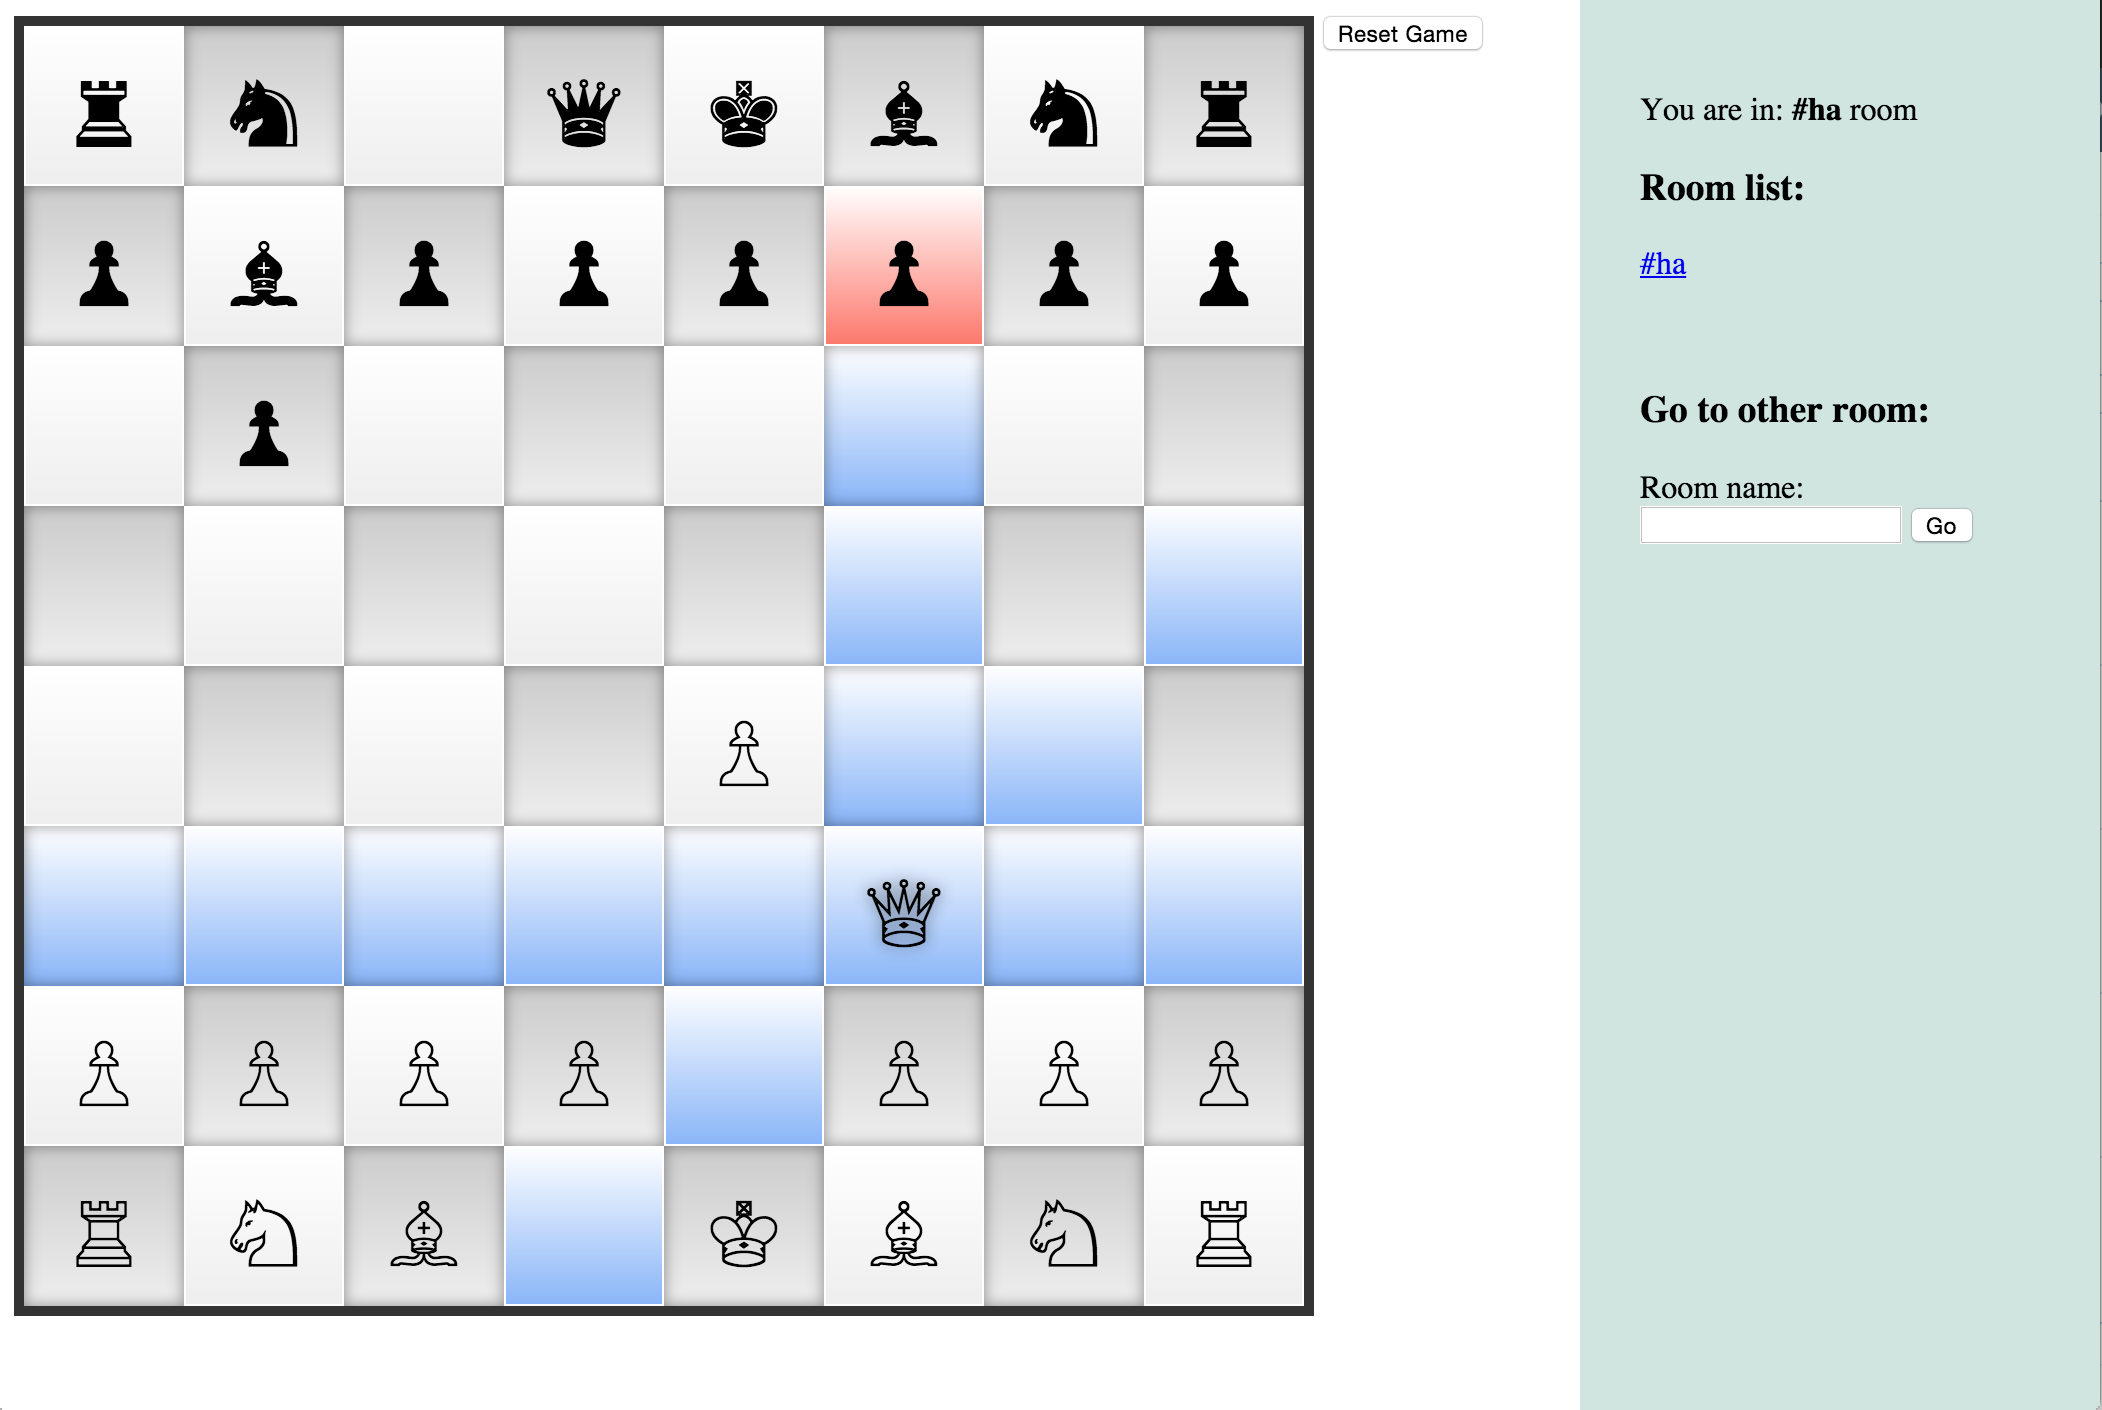 Reset Game
You are in: #ha room
Room list:
#ha
Go to other room:
Room name:
Go